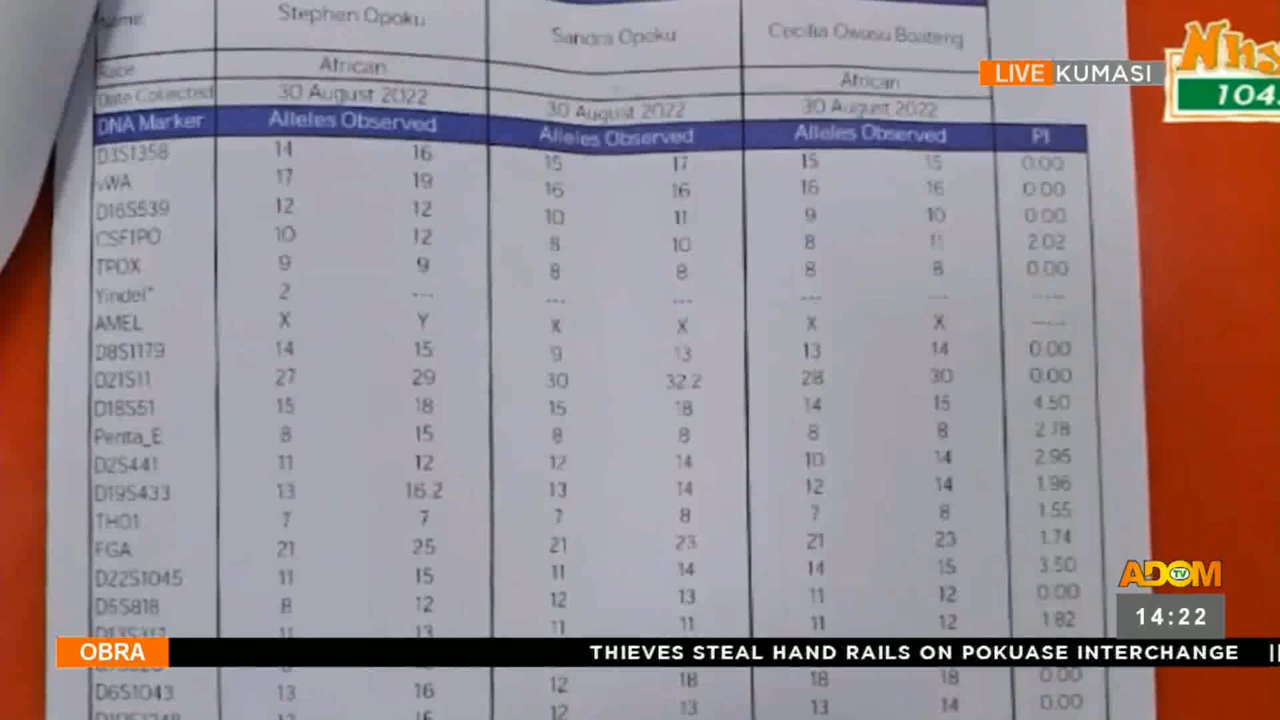 Name: Stephen Opoku Sandra Opoku Cecilia Owusu Boateng
Race African African
Date Collected 30 August 2022 30 August 2022 30 August 2022
DNA Marker Alleles Observed Alleles Observed Alleles Observed PI
D3S1358 14 16 15 17 15 15 0.00
vWA 17 19 16 16 16 16 0.00
D16S539 12 12 10 11 9 10 0.00
CSF1PO 10 12 8 10 8 11 2.02
TPOX 9 9 8 8 8 8 0.00
Yindel* 2 --- --- --- --- --- -----
AMEL X Y X X X X -----
D8S1179 14 15 9 13 13 14 0.00
D21S11 27 29 30 32.2 28 30 0.00
D18S51 15 18 15 18 14 15 4.50
Penta_E 8 15 8 8 8 8 2.18
D2S441 11 12 12 14 10 14 2.95
D19S433 13 16.2 13 14 12 14 1.96
TH01 7 7 7 8 7 8 1.55
FGA 21 25 21 23 21 23 1.74
D22S1045 11 15 11 14 14 15 3.50
D5S818 8 12 12 13 11 12 0.00
11 13 11 11 11 12 1.82
D6S1043 13 16 12 18 18 18 0.00
12 13 13 14 0.00
LIVE KUMASI
104.
ADOM TV
14:22
OBRA THIEVES STEAL HAND RAILS ON POKUASE INTERCHANGE